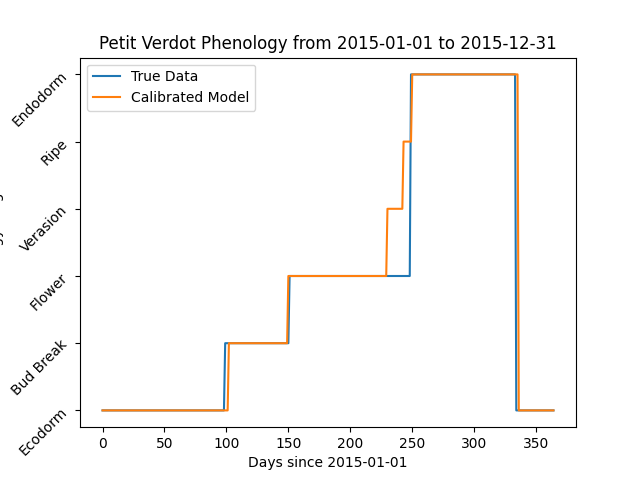 Petit Verdot Phenology from 2015-01-01 to 2015-12-31
True Data
Calibrated Model
Endodorm
Ripe
Verasion
Flower
Bud Break
Ecodorm
0 50 100 150 200 250 300 350
Days since 2015-01-01